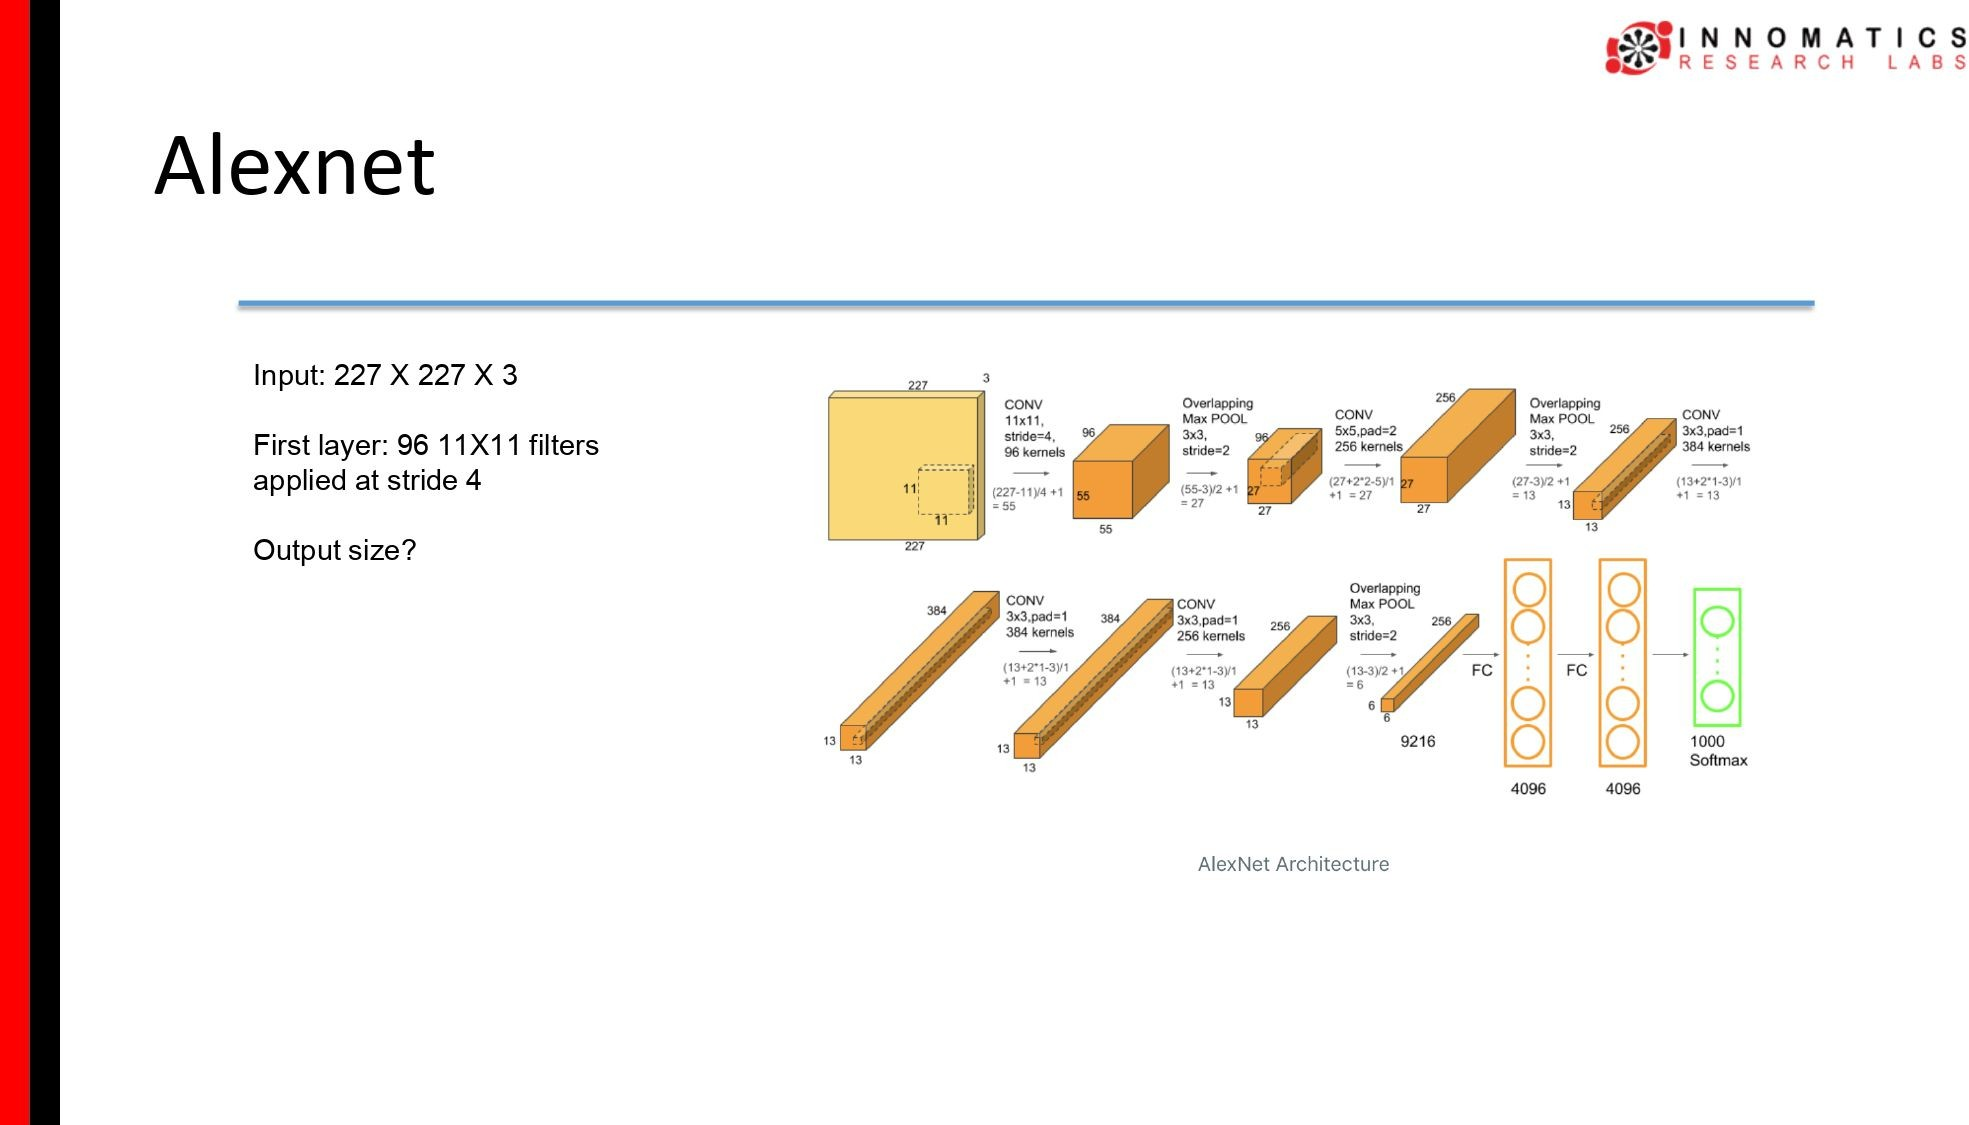 INNOMATICS
RESEARCH LABS
Alexnet
Input: 227 X 227 X 3
First layer: 96 11X11 filters
applied at stride 4
Output size?
227
3
11
11
227
CONV
11x11,
stride=4,
96 kernels
(227-11)/4 +1
= 55
96
55
55
Overlapping
Max POOL
3x3,
stride=2
(55-3)/2 +1
= 27
96
27
27
CONV
5x5,pad=2
256 kernels
(27+2*2-5)/1
+1 = 27
256
27
27
Overlapping
Max POOL
3x3,
stride=2
(27-3)/2 +1
= 13
256
13
13
CONV
3x3,pad=1
384 kernels
(13+2*1-3)/1
+1 = 13
384
13
13
CONV
3x3,pad=1
384 kernels
(13+2*1-3)/1
+1 = 13
384
13
13
CONV
3x3,pad=1
256 kernels
(13+2*1-3)/1
+1 = 13
256
13
13
Overlapping
Max POOL
3x3,
stride=2
(13-3)/2 +1
= 6
256
6
6
9216
FC
4096
FC
4096
1000
Softmax
AlexNet Architecture